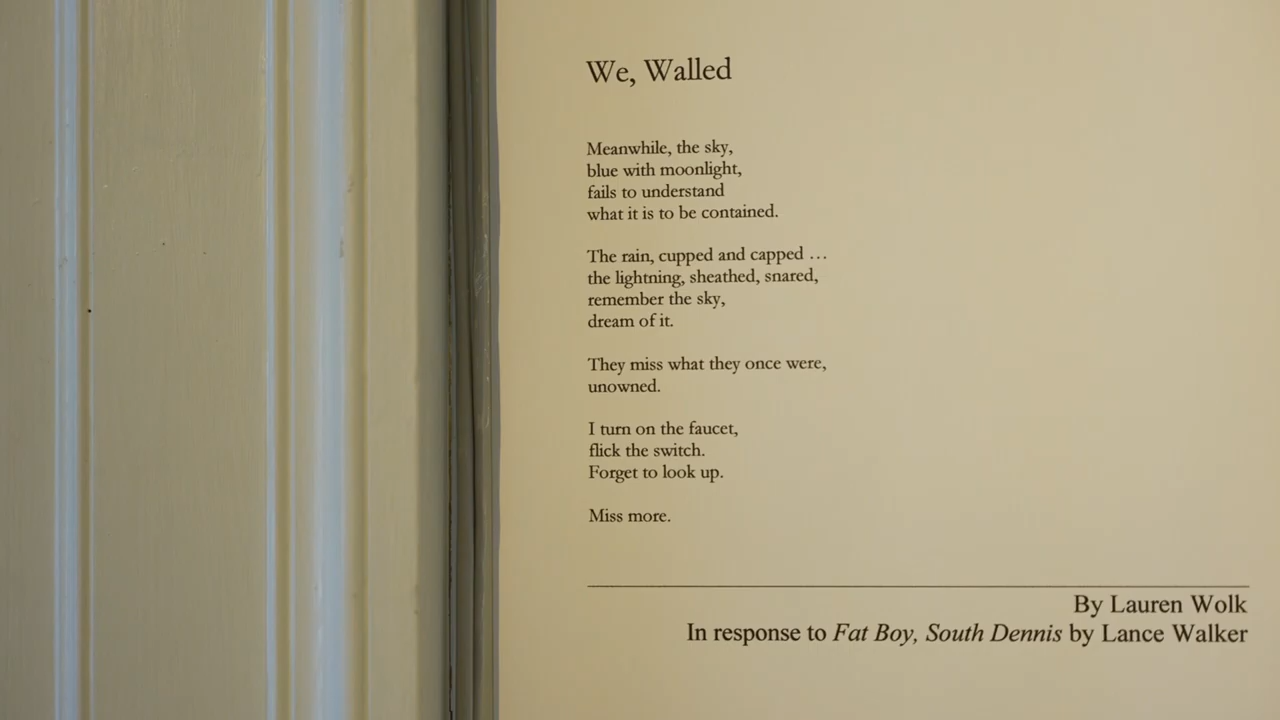 We, Walled
Meanwhile, the sky,
blue with moonlight,
fails to understand
what it is to be contained.
The rain, cupped and capped …
the lightning, sheathed, snared,
remember the sky,
dream of it.
They miss what they once were,
unowned.
I turn on the faucet,
flick the switch.
Forget to look up.
Miss more.
By Lauren Wolk
In response to Fat Boy, South Dennis by Lance Walker